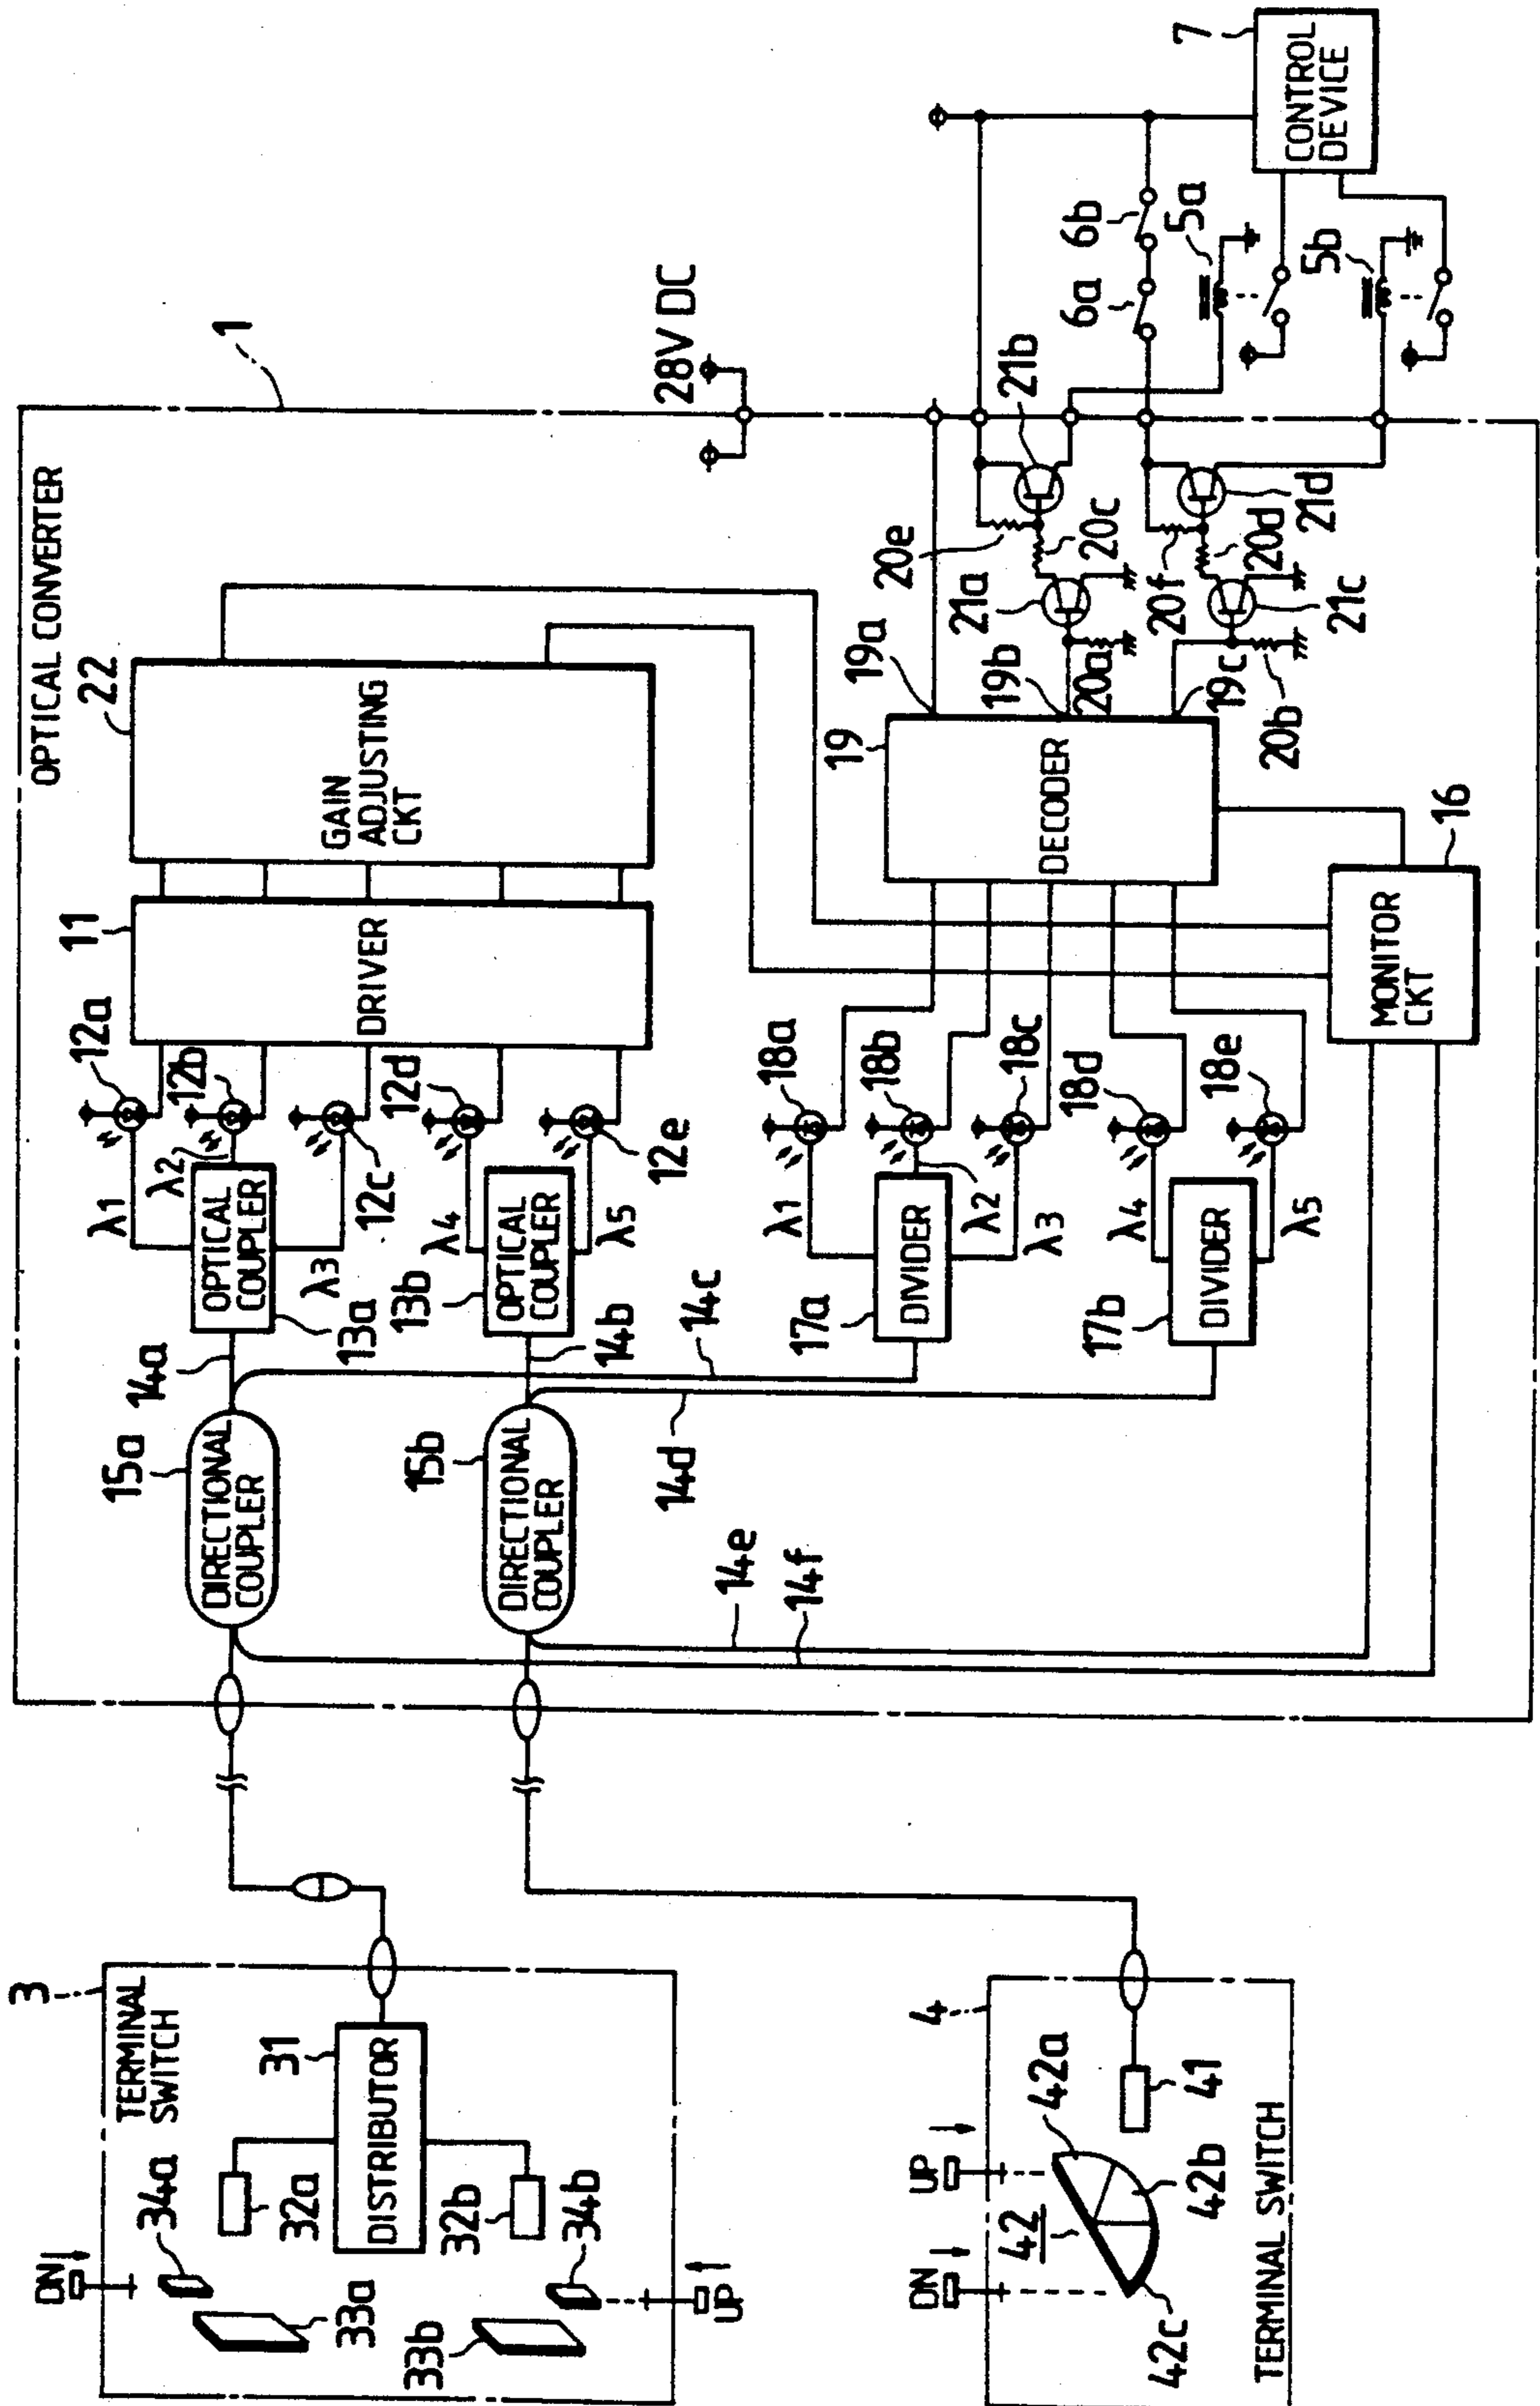 OPTICAL CONVERTER
1
3
TERMINAL
SWITCH
DN
34a
32a
31
DISTRIBUTOR
33a
33b
32b
34b
UP
15a
DIRECTIONAL
COUPLER
14a
λ1
λ2
OPTICAL
COUPLER
λ3
13a
12a
12b
12c
11
DRIVER
22
GAIN
ADJUSTING
CKT
15b
DIRECTIONAL
COUPLER
13b
OPTICAL
COUPLER
14b
λ4
λ5
12d
12e
14c
14d
14e
14f
28V DC
17a
DIVIDER
λ1
λ2
λ3
18a
18b
18c
17b
DIVIDER
λ4
λ5
18d
18e
19
DECODER
19a
19b
19c
20a
20b
21a
20e
20c
21b
20f
20d
21c
21d
6a
6b
5a
5b
7
CONTROL
DEVICE
16
MONITOR
CKT
4
DN
UP
42
42a
42b
42c
41
TERMINAL SWITCH